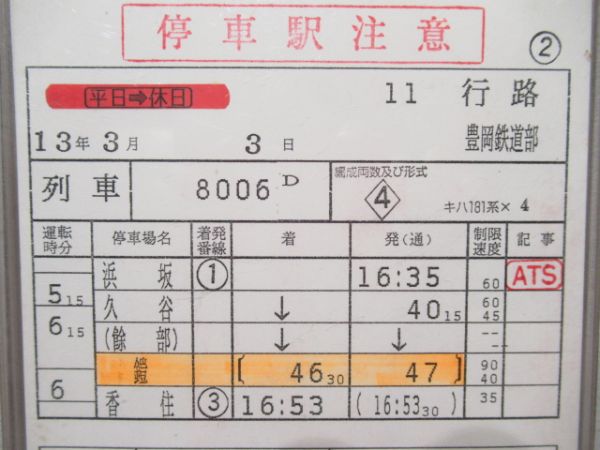 停車駅注意
②
(平日⇒休日)
11 行路
13年 3月 3日
豊岡鉄道部
列車 8006D
編成両数及び形式
4 キハ181系× 4
運転時分 停車場名 着発番線 着 発(通) 制限速度 記事
浜坂 ① 16:35 60 ATS
5 15
久谷 ↓ 40 15 60 45
6 15
(餘部) ↓ ↓ -- --
鎧 〔 46 30 47 〕 90 40
6
香住 ③ 16:53 (16:53 30) 35